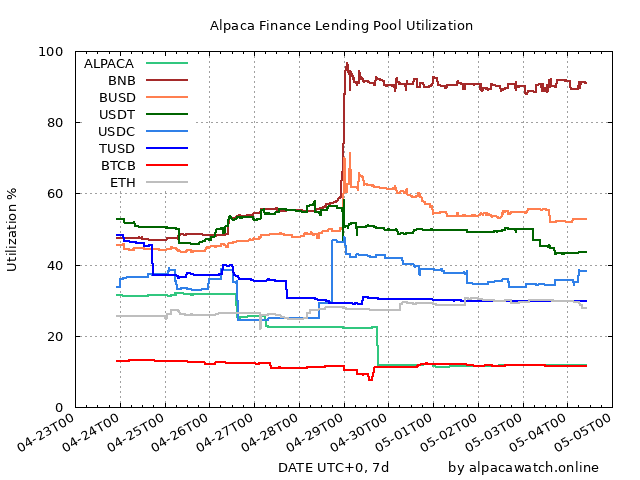 Alpaca Finance Lending Pool Utilization
100
80
60
40
20
0
Utilization %
ALPACA
BNB
BUSD
USDT
USDC
TUSD
BTCB
ETH
04-23T00
04-24T00
04-25T00
04-26T00
04-27T00
04-28T00
04-29T00
04-30T00
05-01T00
05-02T00
05-03T00
05-04T00
05-05T00
DATE UTC+0, 7d
by alpacawatch.online